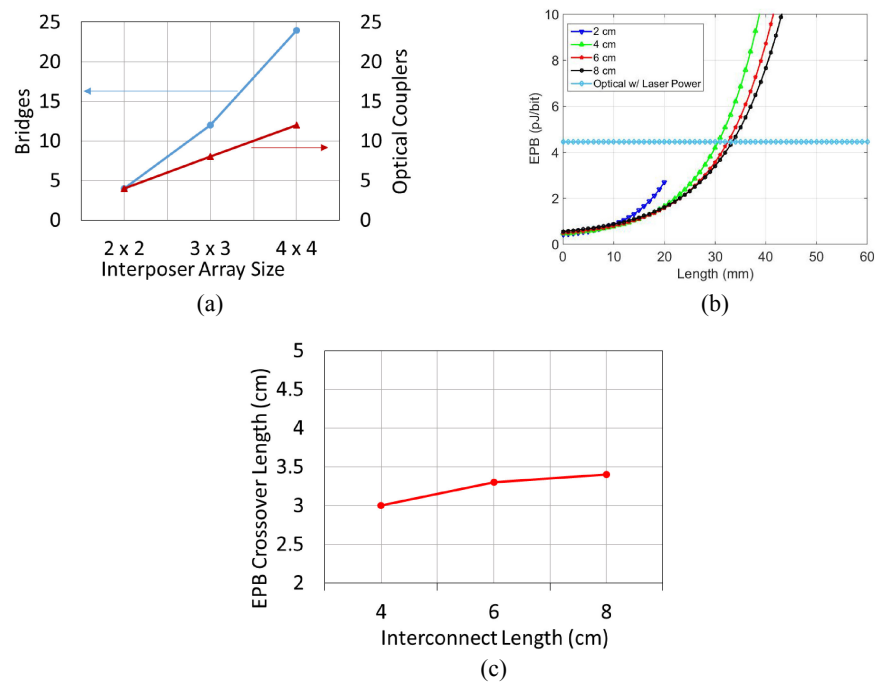 25
20
15
10
5
0
Bridges
25
20
15
10
5
0
Optical Couplers
2 x 2 3 x 3 4 x 4
Interposer Array Size
(a)
10
8
6
4
2
0
EPB (pJ/bit)
2 cm
4 cm
6 cm
8 cm
Optical w/ Laser Power
0 10 20 30 40 50 60
Length (mm)
(b)
5
4.5
4
3.5
3
2.5
2
EPB Crossover Length (cm)
4 6 8
Interconnect Length (cm)
(c)